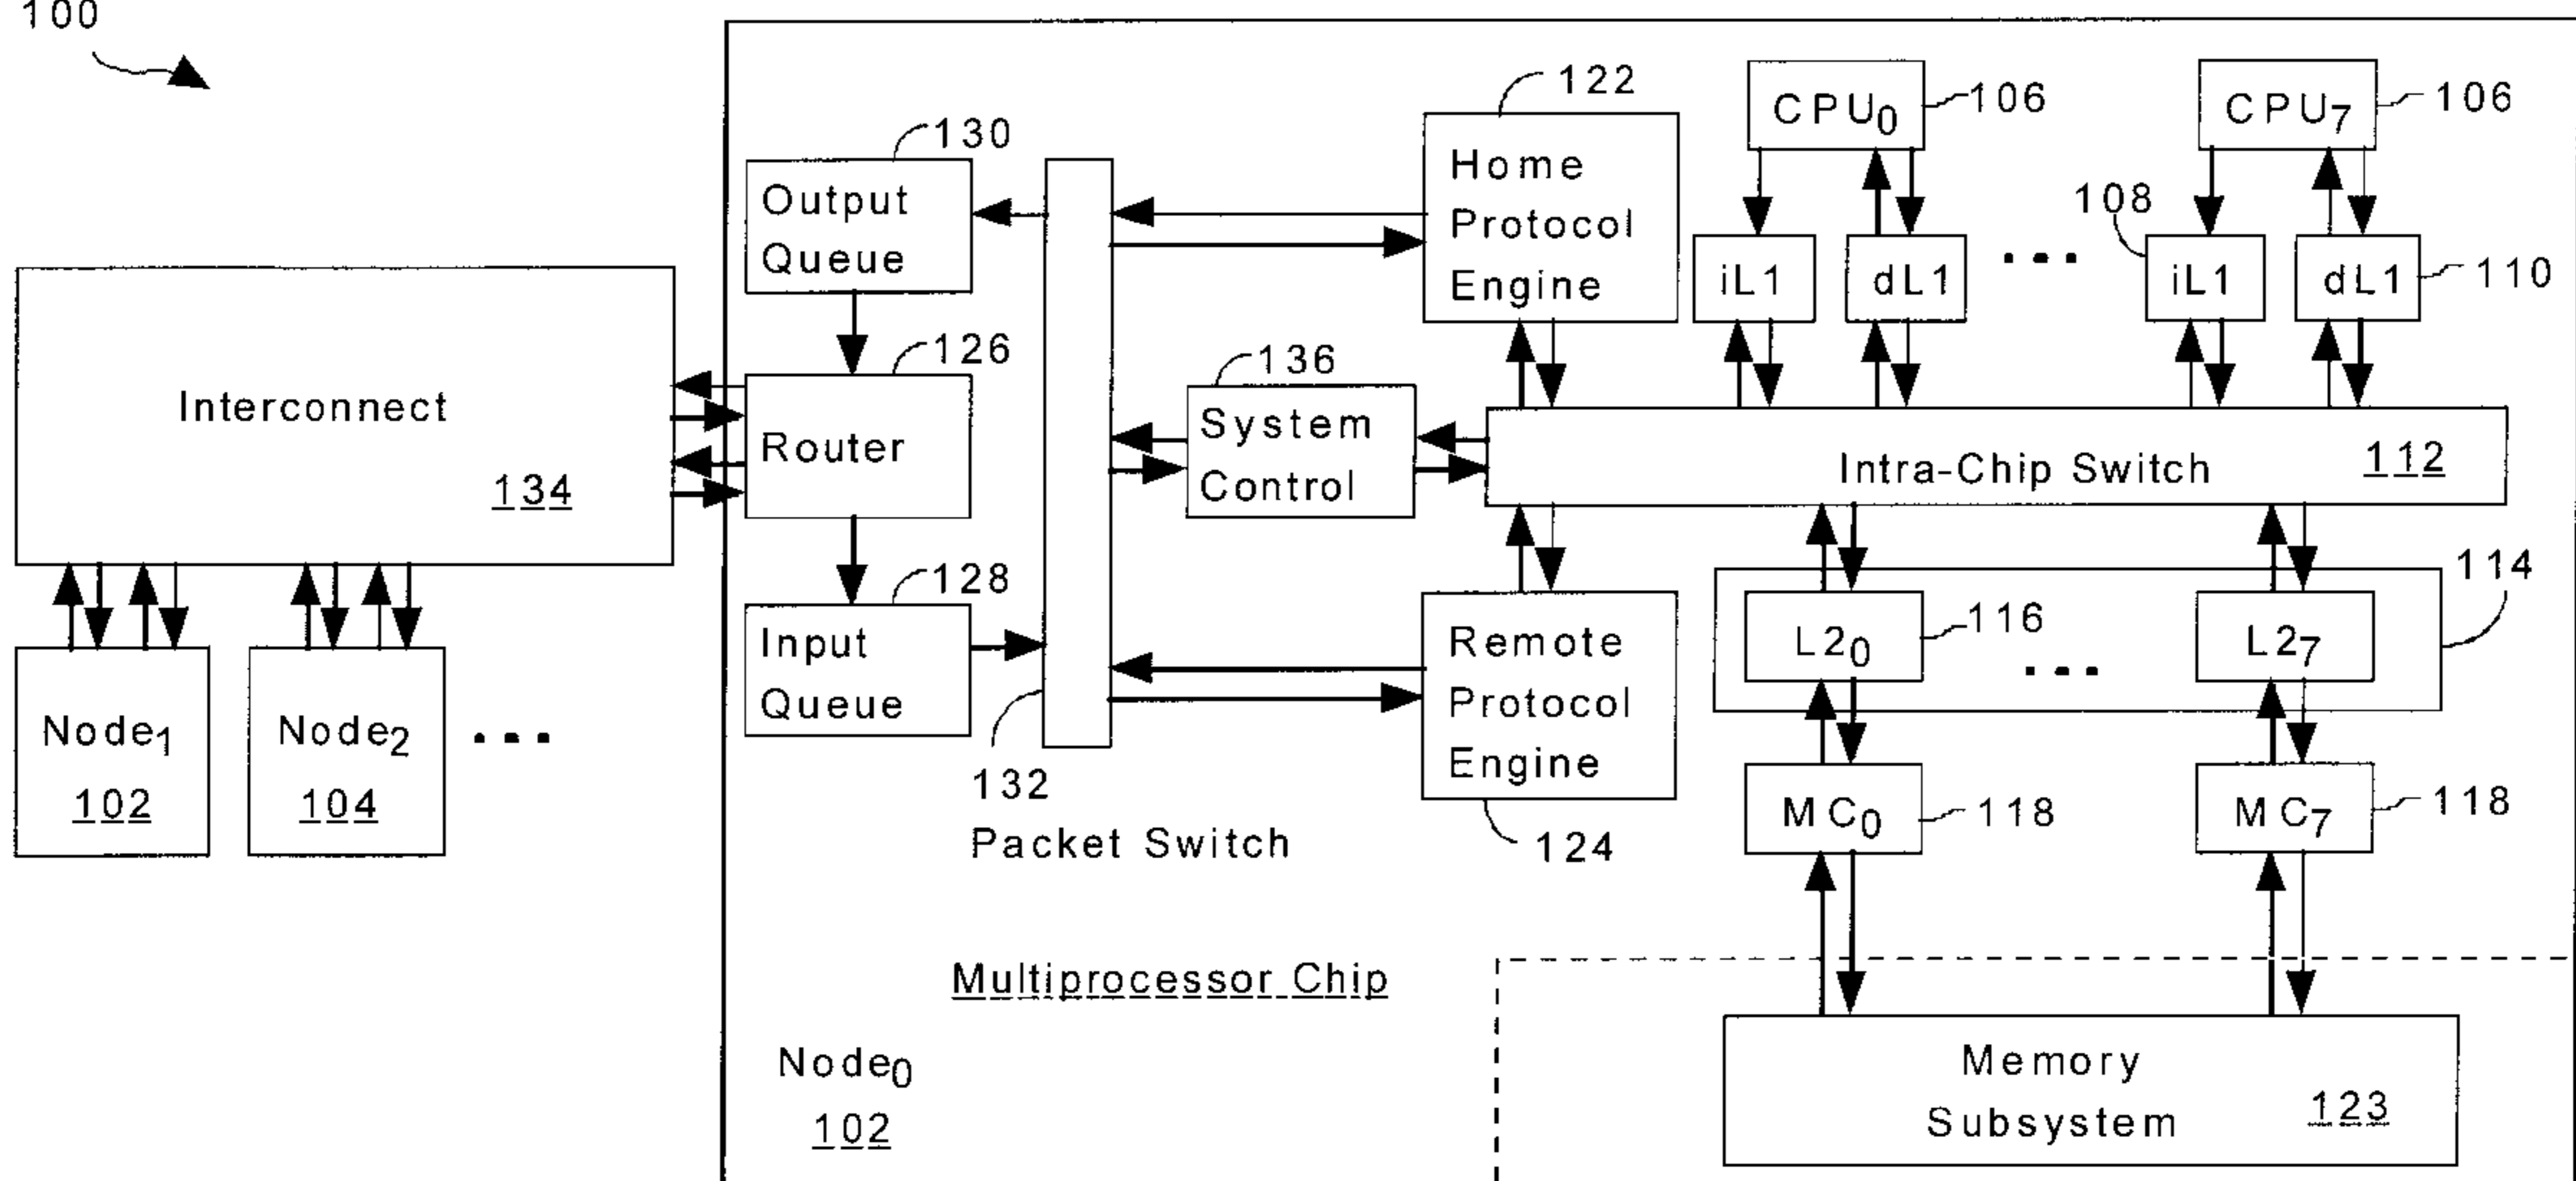 100
Interconnect
134
Node1
102
Node2
104
...
130
Output
Queue
126
Router
128
Input
Queue
132
Packet Switch
122
Home
Protocol
Engine
136
System
Control
Remote
Protocol
Engine
124
CPU0
106
CPU7
106
iL1
dL1
...
108
iL1
dL1
110
Intra-Chip Switch
112
114
L20
116
...
L27
MC0
118
MC7
118
Multiprocessor Chip
Node0
102
Memory
Subsystem
123